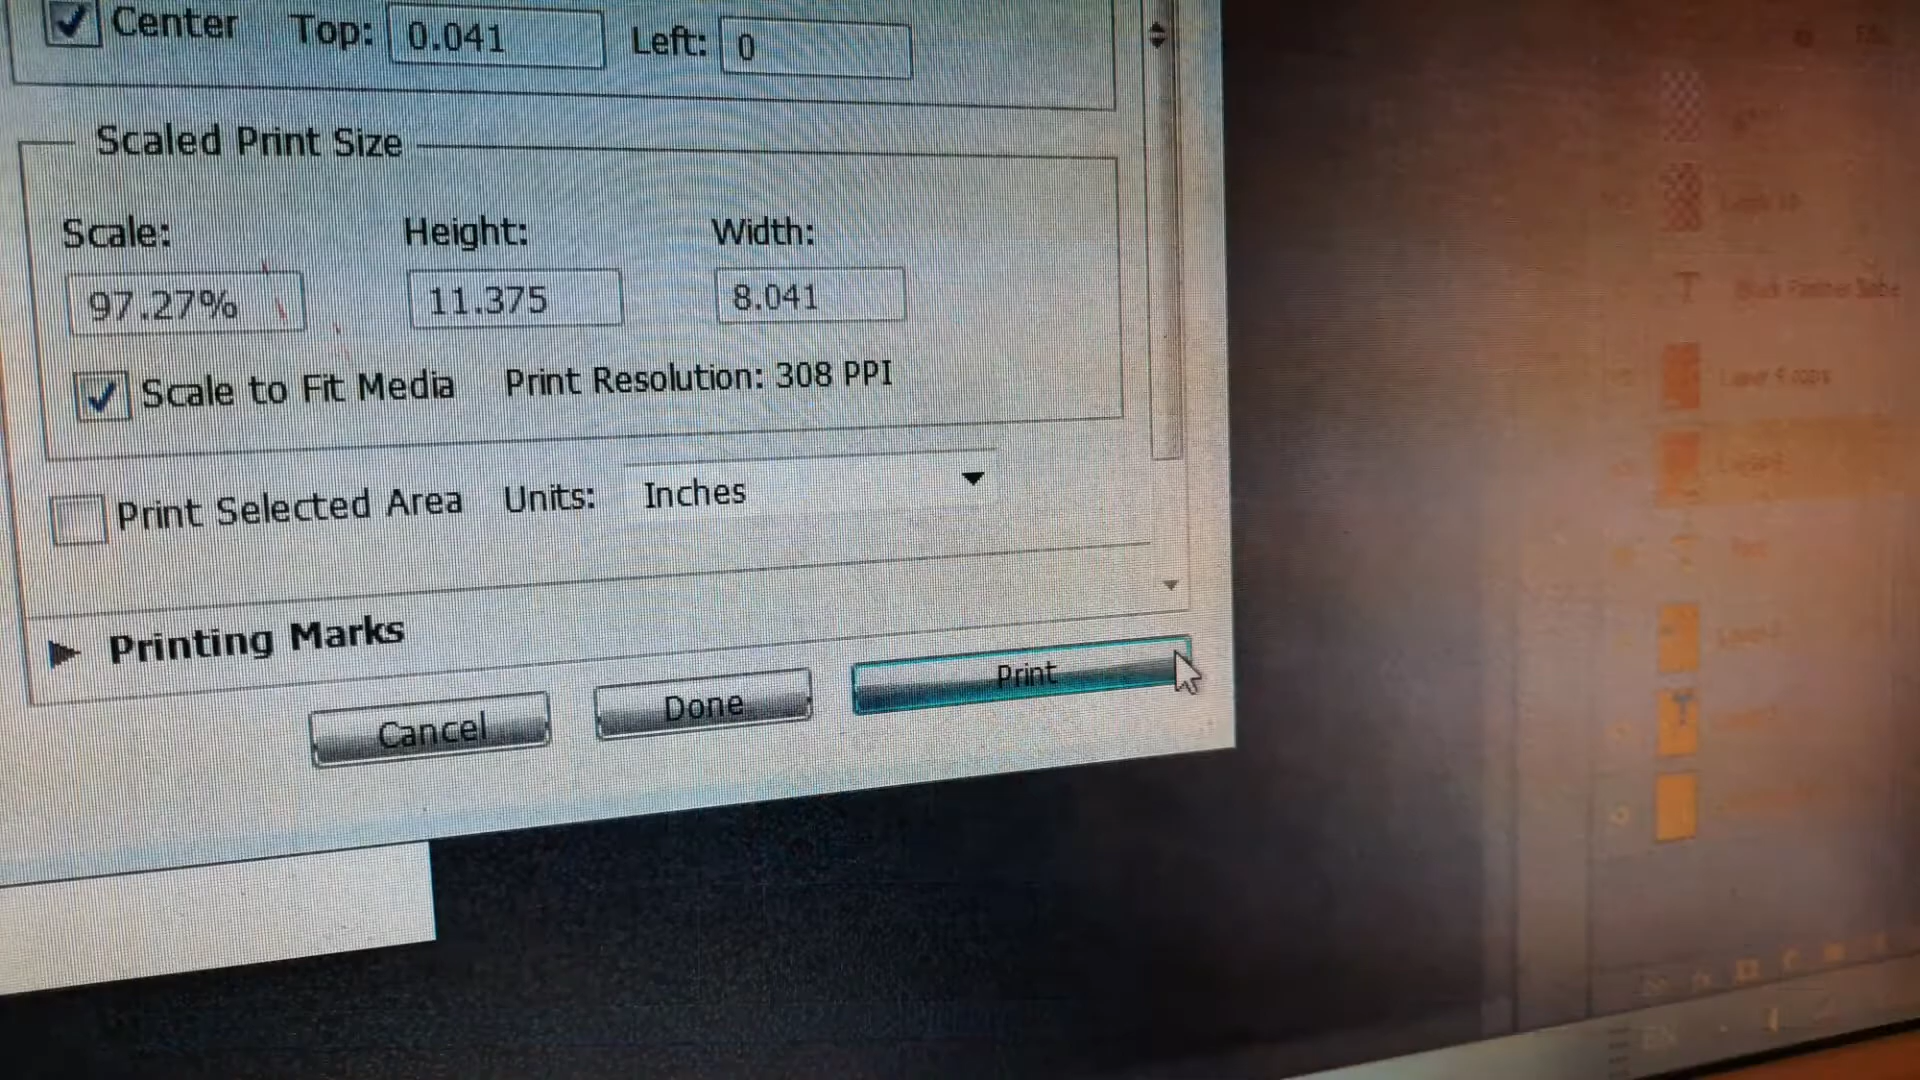 Center Top: 0.041 Left: 0
Scaled Print Size
Scale: Height: Width:
97.27% 11.375 8.041
Scale to Fit Media Print Resolution: 308 PPI
Print Selected Area Units: Inches
Printing Marks
Cancel Done Print
T
EN